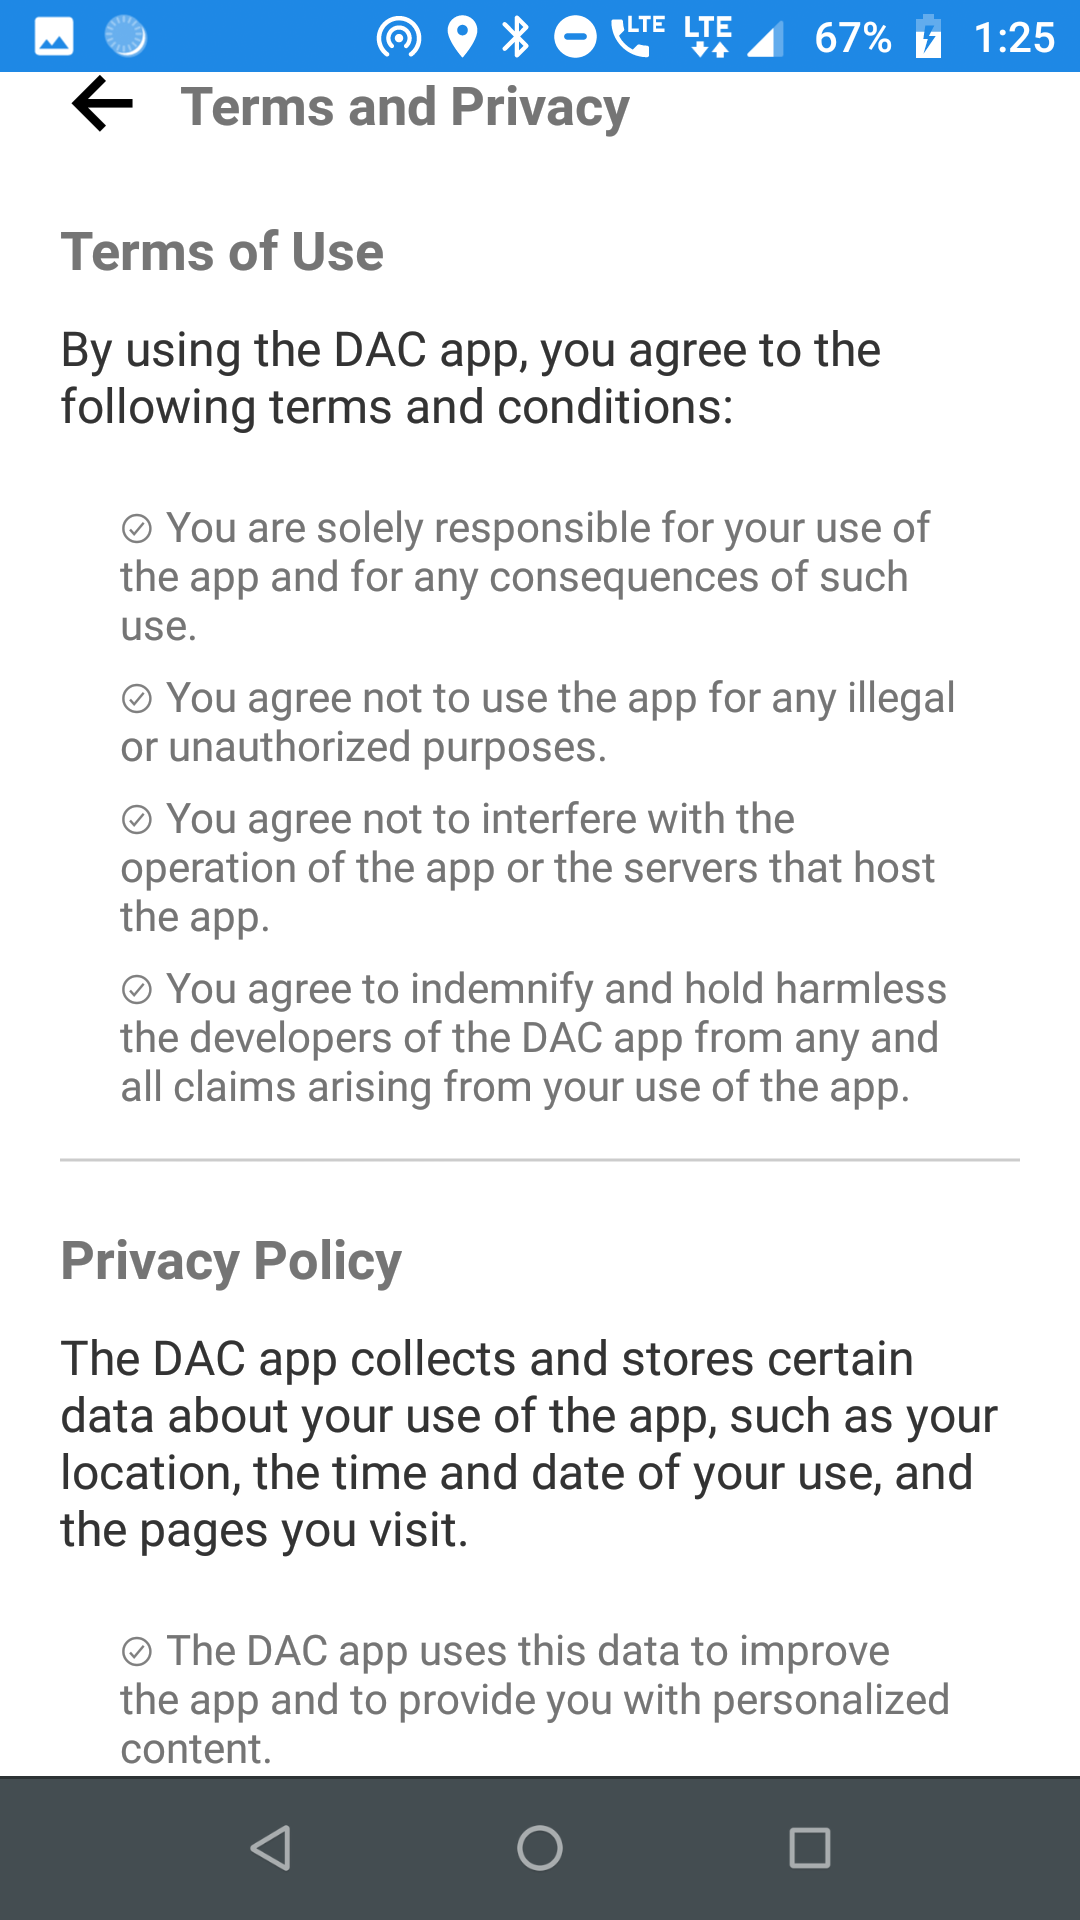 LTE LTE 67% 1:25
Terms and Privacy
Terms of Use
By using the DAC app, you agree to the
following terms and conditions:
You are solely responsible for your use of
the app and for any consequences of such
use.
You agree not to use the app for any illegal
or unauthorized purposes.
You agree not to interfere with the
operation of the app or the servers that host
the app.
You agree to indemnify and hold harmless
the developers of the DAC app from any and
all claims arising from your use of the app.
Privacy Policy
The DAC app collects and stores certain
data about your use of the app, such as your
location, the time and date of your use, and
the pages you visit.
The DAC app uses this data to improve
the app and to provide you with personalized
content.